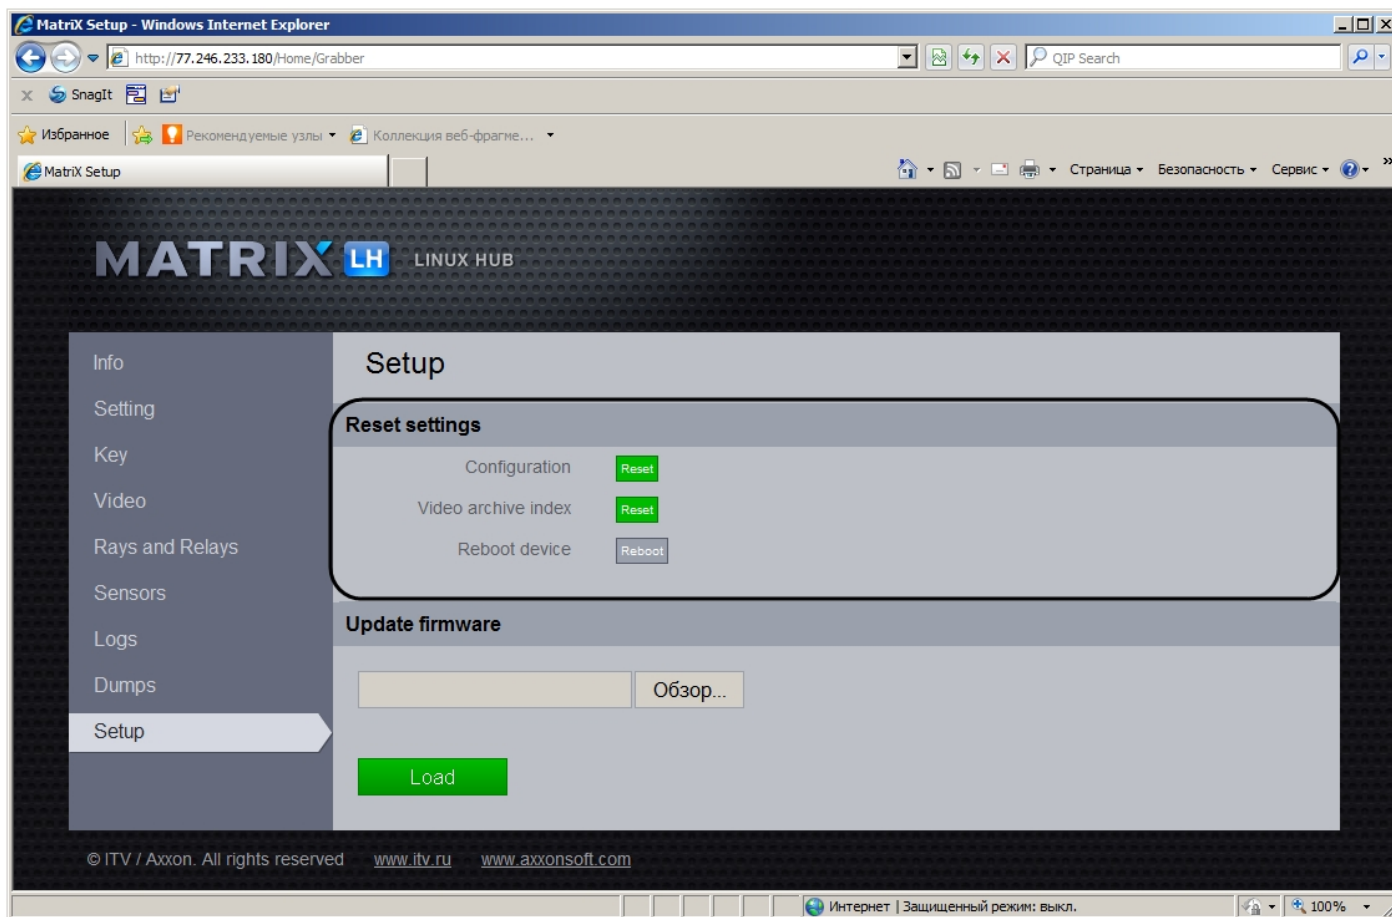 MatriX Setup - Windows Internet Explorer
http://77.246.233.180/Home/Grabber
QIP Search
x SnagIt
Избранное Рекомендуемые узлы Коллекция веб-фрагме...
MatriX Setup
Страница Безопасность Сервис »
MATRIX LH LINUX HUB
Info
Setting
Key
Video
Rays and Relays
Sensors
Logs
Dumps
Setup
Setup
Reset settings
Configuration Reset
Video archive index Reset
Reboot device Reboot
Update firmware
Обзор...
Load
© ITV / Axxon. All rights reserved www.itv.ru www.axxonsoft.com
Интернет | Защищенный режим: выкл. 100%